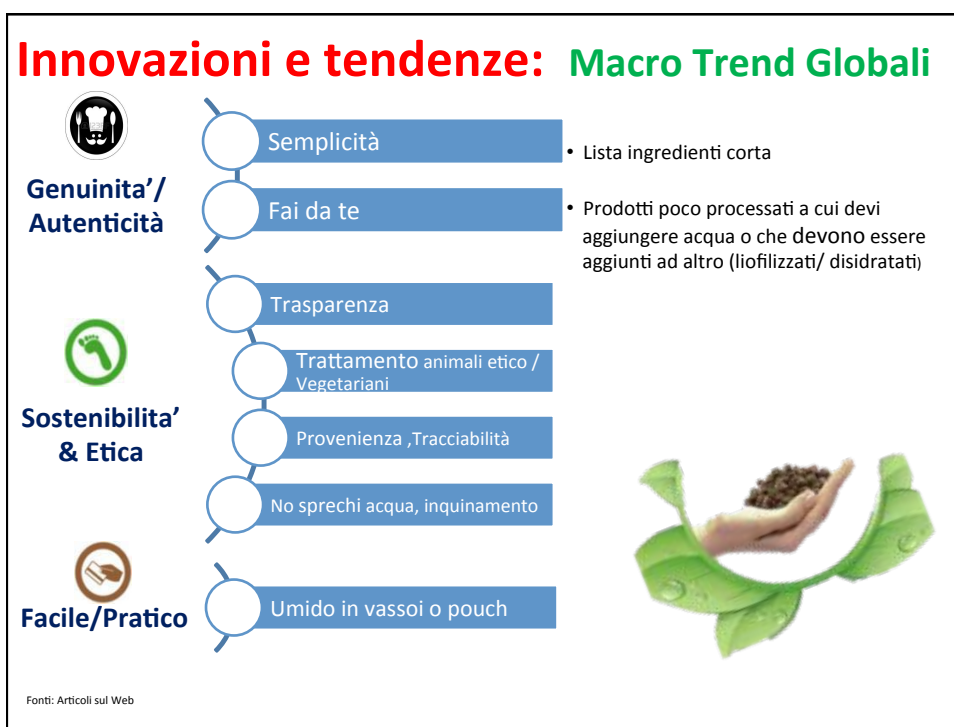 Innovazioni e tendenze: Macro Trend Globali
Genuinita’/
Autenticità
Semplicità
• Lista ingredienti corta
Fai da te
• Prodotti poco processati a cui devi
aggiungere acqua o che devono essere
aggiunti ad altro (liofilizzati/ disidratati)
Sostenibilita’
& Etica
Trasparenza
Trattamento animali etico /
Vegetariani
Provenienza ,Tracciabilità
No sprechi acqua, inquinamento
Facile/Pratico
Umido in vassoi o pouch
Fonti: Articoli sul Web